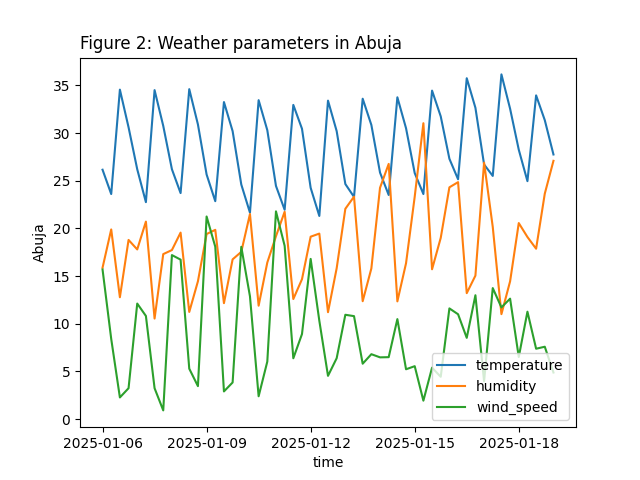 Figure 2: Weather parameters in Abuja
35
30
25
20
15
10
5
0
Abuja
temperature
humidity
wind_speed
2025-01-06 2025-01-09 2025-01-12 2025-01-15 2025-01-18
time